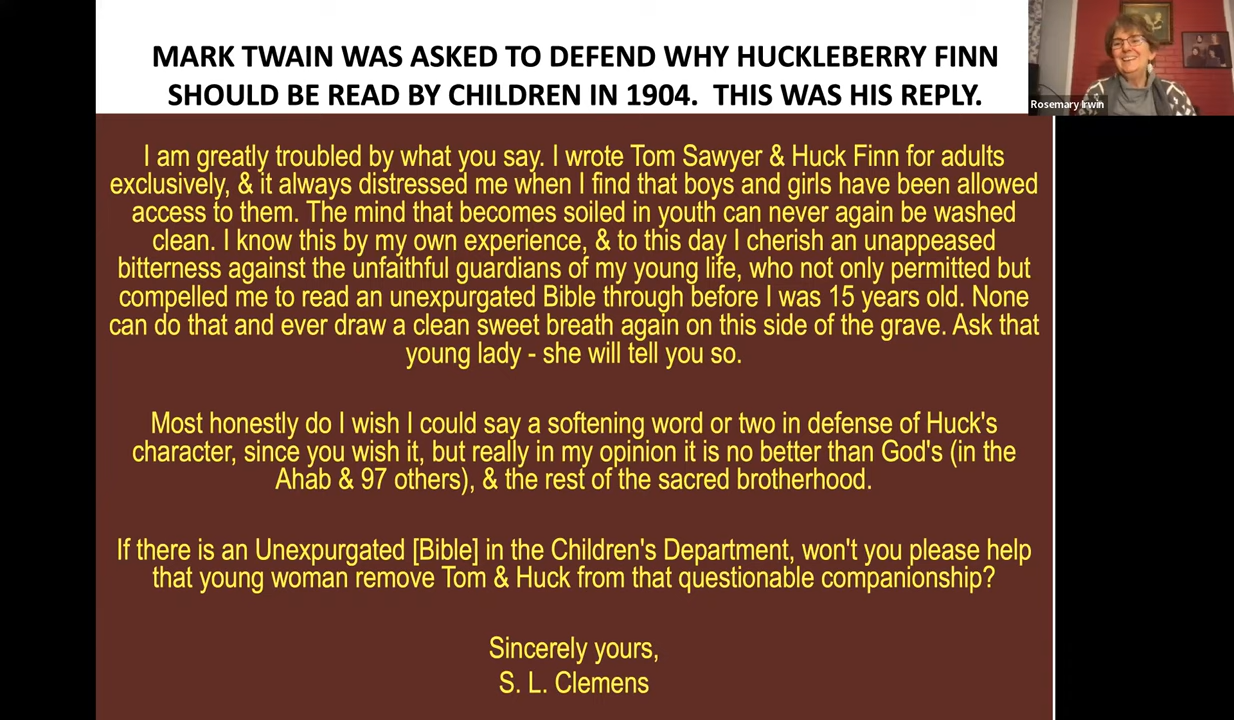 MARK TWAIN WAS ASKED TO DEFEND WHY HUCKLEBERRY FINN
SHOULD BE READ BY CHILDREN IN 1904.  THIS WAS HIS REPLY.
Rosemary Irwin
I am greatly troubled by what you say. I wrote Tom Sawyer & Huck Finn for adults
exclusively, & it always distressed me when I find that boys and girls have been allowed
access to them. The mind that becomes soiled in youth can never again be washed
clean. I know this by my own experience, & to this day I cherish an unappeased
bitterness against the unfaithful guardians of my young life, who not only permitted but
compelled me to read an unexpurgated Bible through before I was 15 years old. None
can do that and ever draw a clean sweet breath again on this side of the grave. Ask that
young lady - she will tell you so.
Most honestly do I wish I could say a softening word or two in defense of Huck's
character, since you wish it, but really in my opinion it is no better than God's (in the
Ahab & 97 others), & the rest of the sacred brotherhood.
If there is an Unexpurgated [Bible] in the Children's Department, won't you please help
that young woman remove Tom & Huck from that questionable companionship?
Sincerely yours,
S. L. Clemens